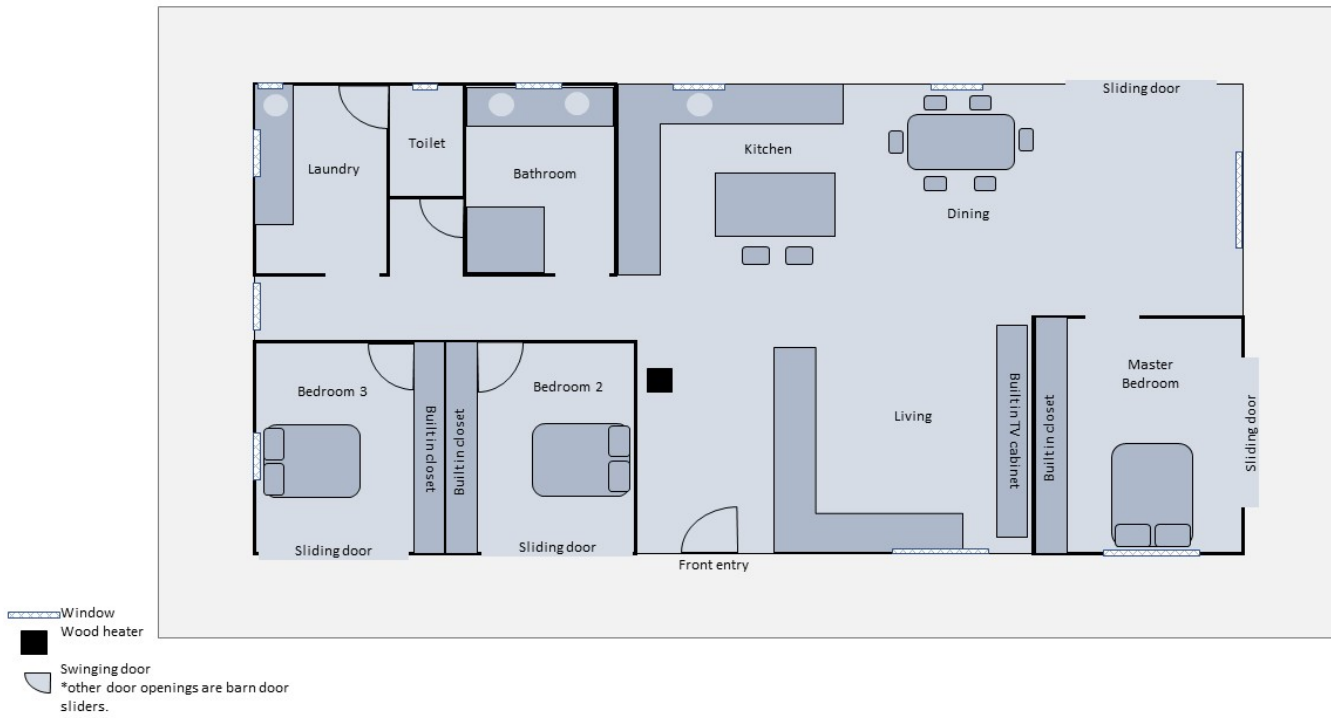 Sliding door
Toilet
Kitchen
Laundry
Bathroom
Dining
Master
Bedroom
Bedroom 3
Bedroom 2
Built in closet
Built in closet
Living
Built in TV cabinet
Built in closet
Sliding door
Sliding door
Sliding door
Front entry
Window
Wood heater
Swinging door
*other door openings are barn door
sliders.